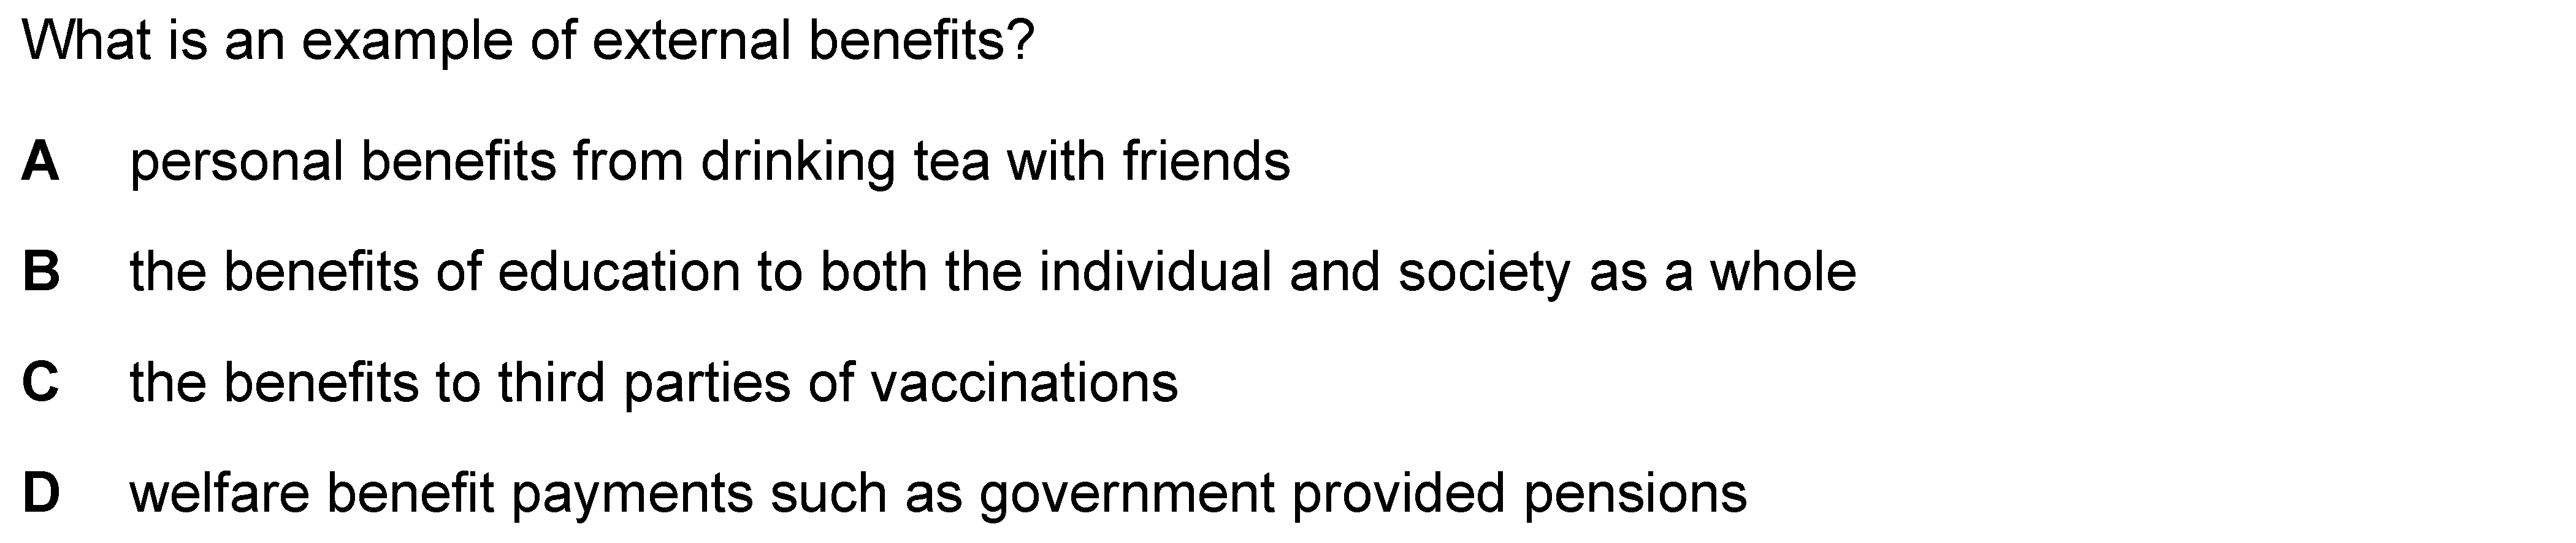 What is an example of external benefits?
A personal benefits from drinking tea with friends
B the benefits of education to both the individual and society as a whole
C the benefits to third parties of vaccinations
D welfare benefit payments such as government provided pensions